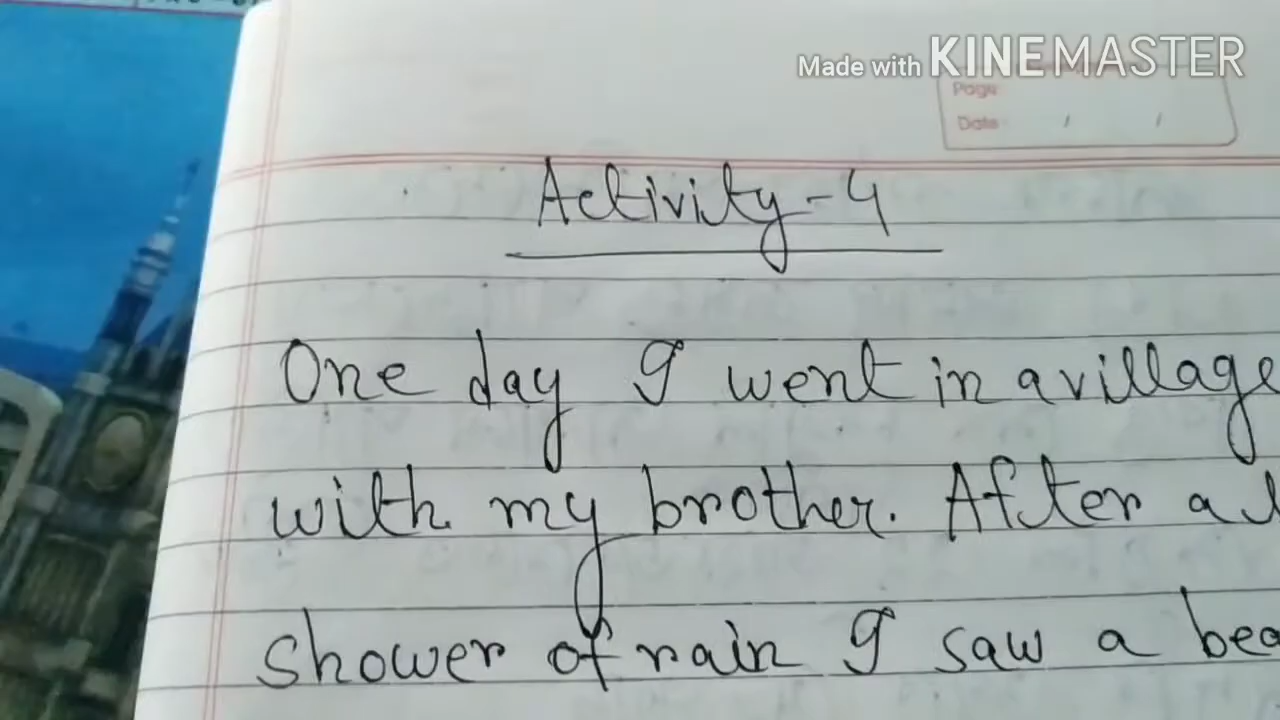 Made with KINEMASTER
Page:
Date: / /
Activity-4
One day I went in a village
with my brother. After a
shower of rain I saw a